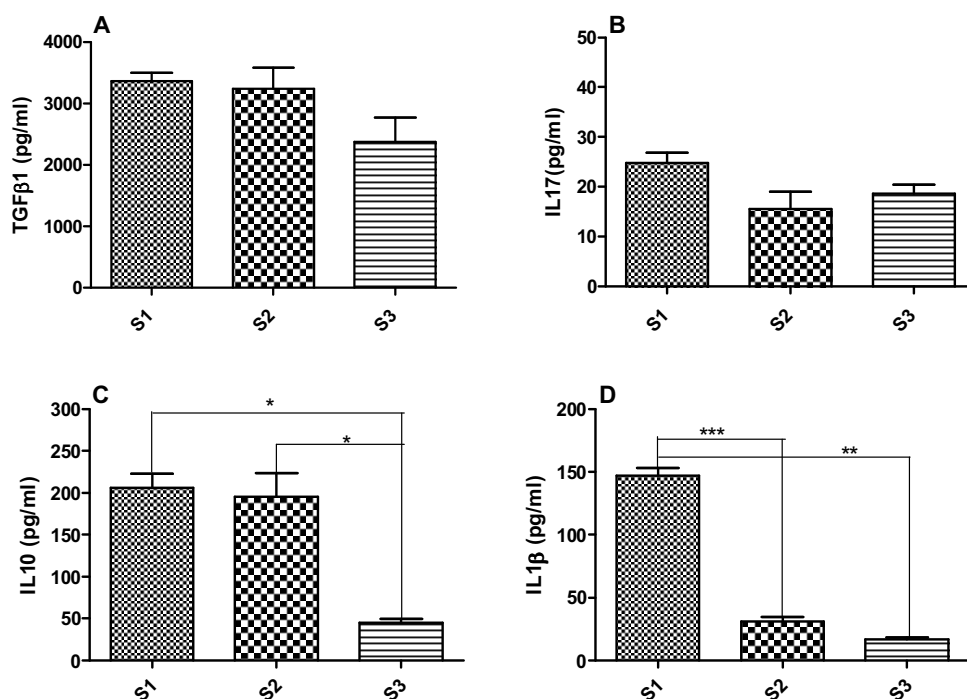 A
TGFβ1 (pg/ml)
4000
3000
2000
1000
0
S1
S2
S3
B
IL17(pg/ml)
50
40
30
20
10
0
S1
S2
S3
C
IL10 (pg/ml)
300
250
200
150
100
50
0
*
*
S1
S2
S3
D
IL1β (pg/ml)
200
150
100
50
0
***
**
S1
S2
S3